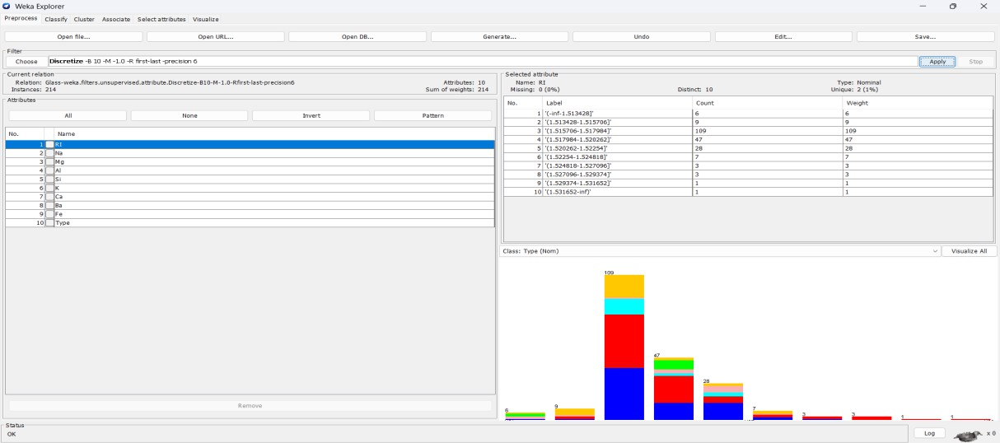 Weka Explorer
Preprocess Classify Cluster Associate Select attributes Visualize
Open file... Open URL... Open DB... Generate... Undo Edit... Save...
Filter
Choose Discretize -B 10 -M -1.0 -R first-last -precision 6 Apply Stop
Current relation
Relation: Glass-weka.filters.unsupervised.attribute.Discretize-B10-M-1.0-Rfirst-last-precision6 Attributes: 10
Instances: 214 Sum of weights: 214
Attributes
All None Invert Pattern
No. Name
1 RI
2 Na
3 Mg
4 Al
5 Si
6 K
7 Ca
8 Ba
9 Fe
10 Type
Remove
Selected attribute
Name: RI Type: Nominal
Missing: 0 (0%) Distinct: 10 Unique: 2 (1%)
No. Label Count Weight
1 '(-inf-1.513428]' 6 6
2 '(1.513428-1.515706]' 9 9
3 '(1.515706-1.517984]' 109 109
4 '(1.517984-1.520262]' 47 47
5 '(1.520262-1.52254]' 28 28
6 '(1.52254-1.524818]' 7 7
7 '(1.524818-1.527096]' 3 3
8 '(1.527096-1.529374]' 3 3
9 '(1.529374-1.531652]' 1 1
10 '(1.531652-inf)' 1 1
Class: Type (Nom) Visualize All
109
47
28
6 9 7 3 3 1 1
Status
OK Log x 0